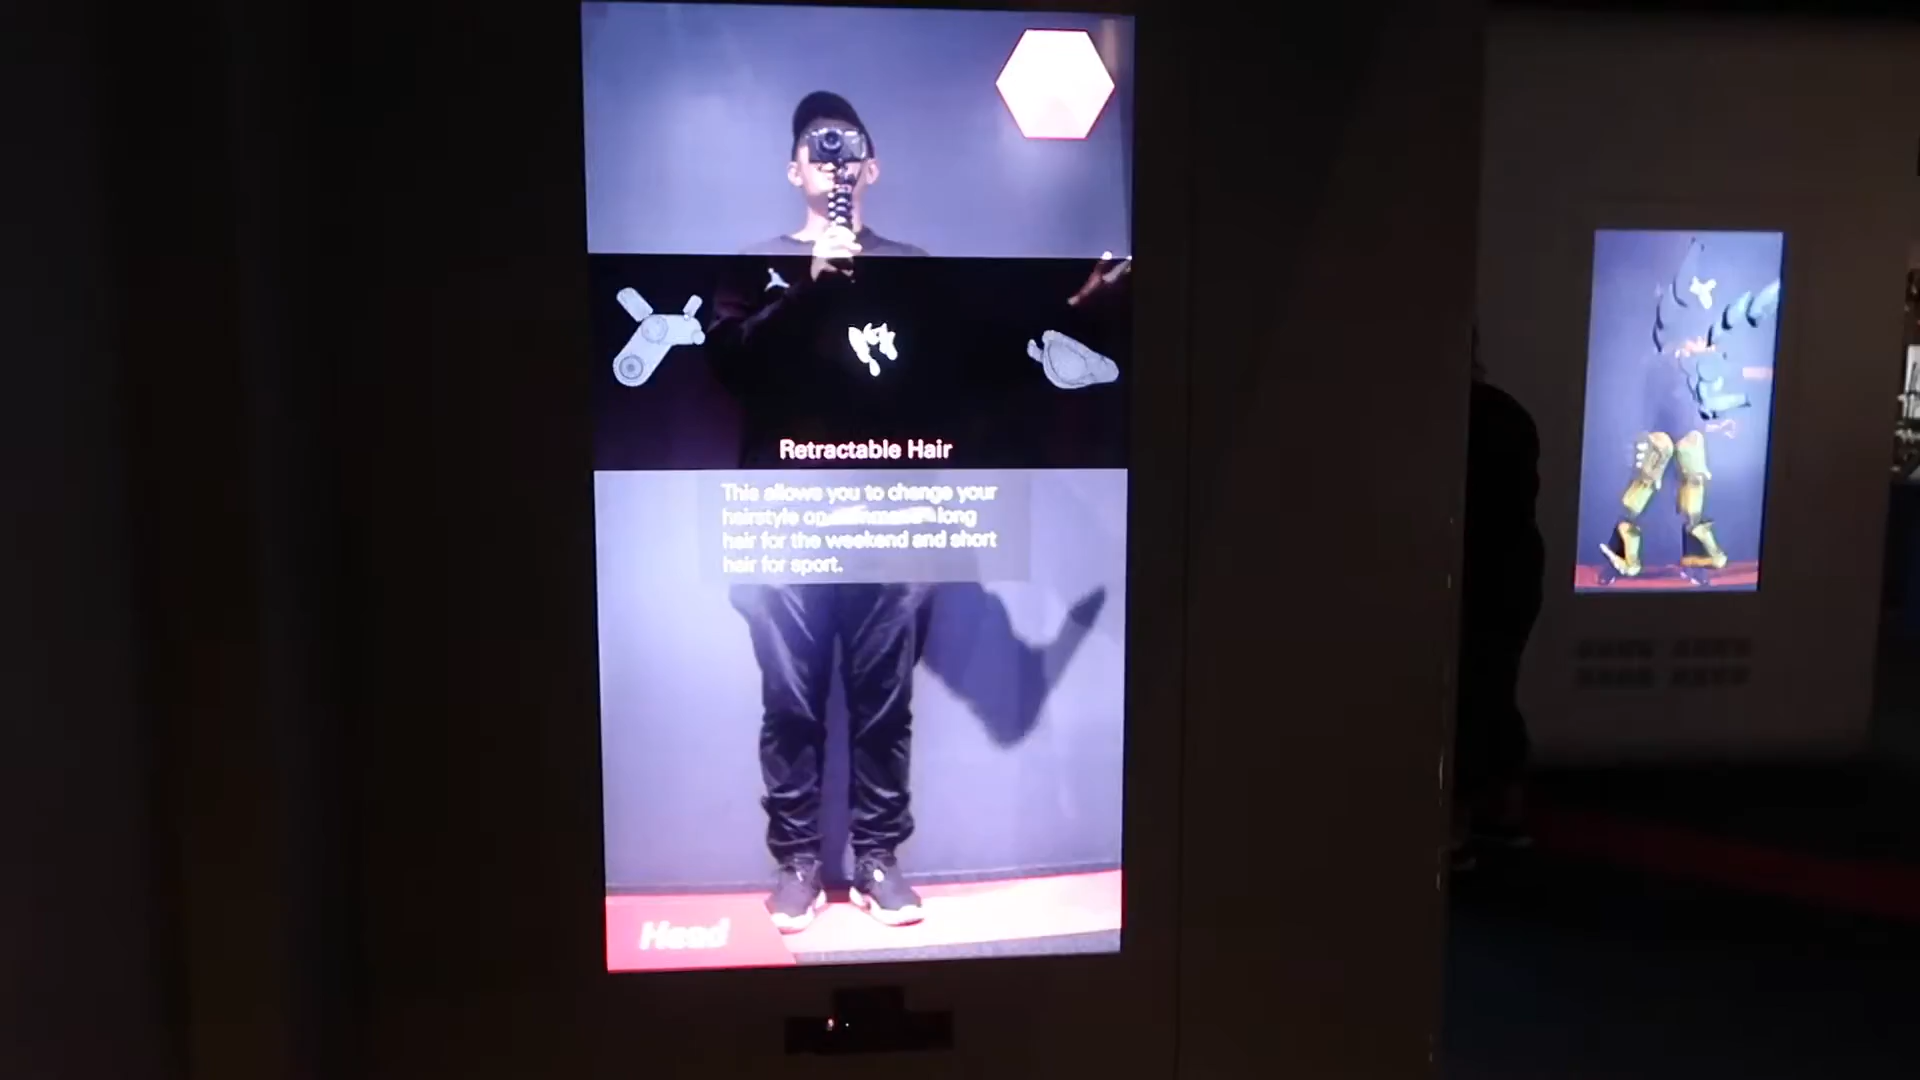 Retractable Hair
This allows you to change your
hairstyle on command - long
hair for the weekend and short
hair for sport.
Head